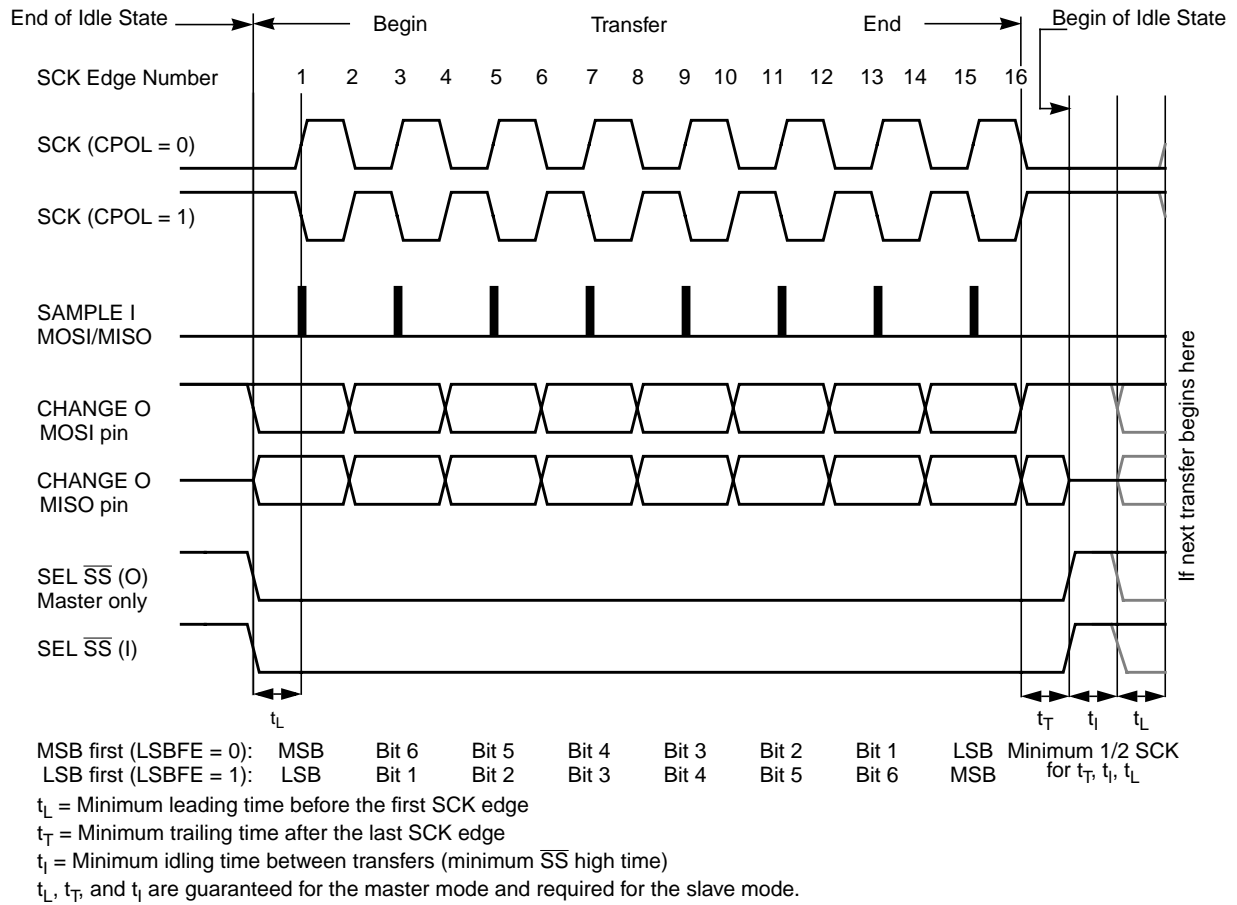 End of Idle State
Begin
Transfer
End
Begin of Idle State
SCK Edge Number
1 2 3 4 5 6 7 8 9 10 11 12 13 14 15 16
SCK (CPOL = 0)
SCK (CPOL = 1)
SAMPLE I
MOSI/MISO
CHANGE O
MOSI pin
CHANGE O
MISO pin
SEL S̅S̅ (O)
Master only
SEL S̅S̅ (I)
If next transfer begins here
tL
tT
tI
tL
MSB first (LSBFE = 0): MSB Bit 6 Bit 5 Bit 4 Bit 3 Bit 2 Bit 1 LSB
LSB first (LSBFE = 1): LSB Bit 1 Bit 2 Bit 3 Bit 4 Bit 5 Bit 6 MSB
Minimum 1/2 SCK
for tT, tI, tL
tL = Minimum leading time before the first SCK edge
tT = Minimum trailing time after the last SCK edge
tI = Minimum idling time between transfers (minimum S̅S̅ high time)
tL, tT, and tI are guaranteed for the master mode and required for the slave mode.